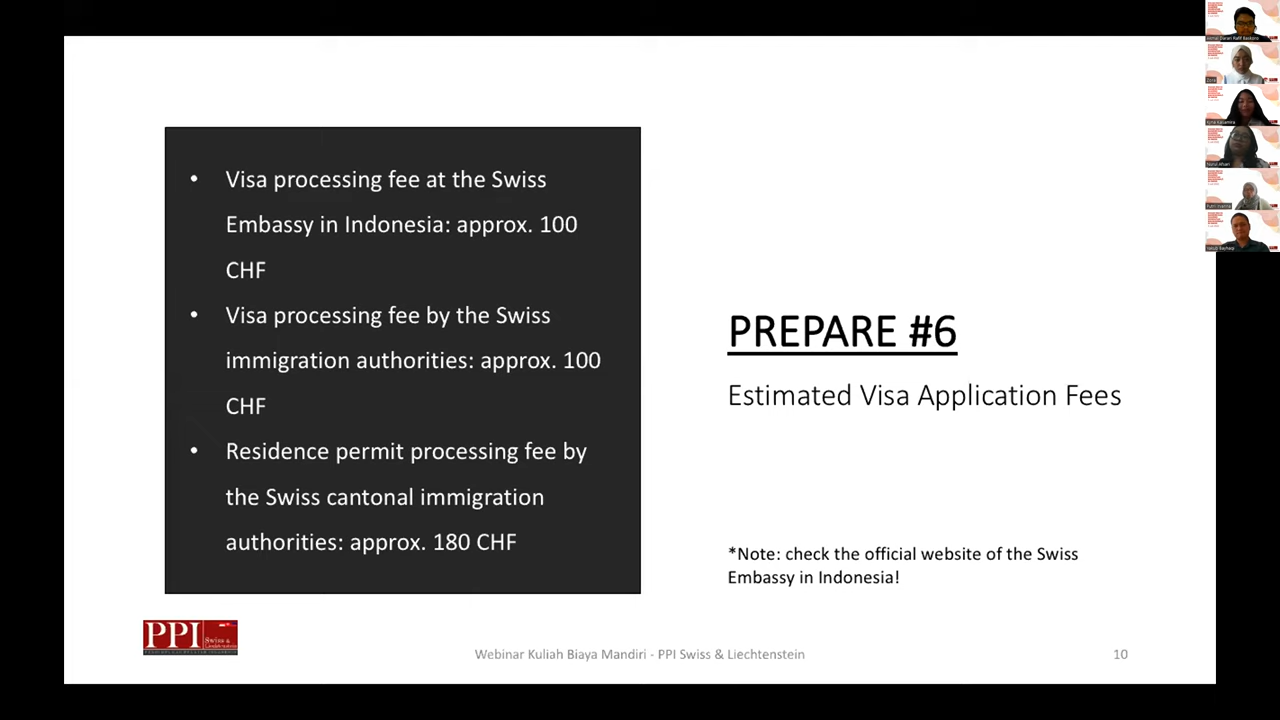 • Visa processing fee at the Swiss
Embassy in Indonesia: approx. 100
CHF
• Visa processing fee by the Swiss
immigration authorities: approx. 100
CHF
• Residence permit processing fee by
the Swiss cantonal immigration
authorities: approx. 180 CHF
PREPARE #6
Estimated Visa Application Fees
*Note: check the official website of the Swiss
Embassy in Indonesia!
PPI
Swiss &
Liechtenstein
Webinar Kuliah Biaya Mandiri - PPI Swiss & Liechtenstein
10